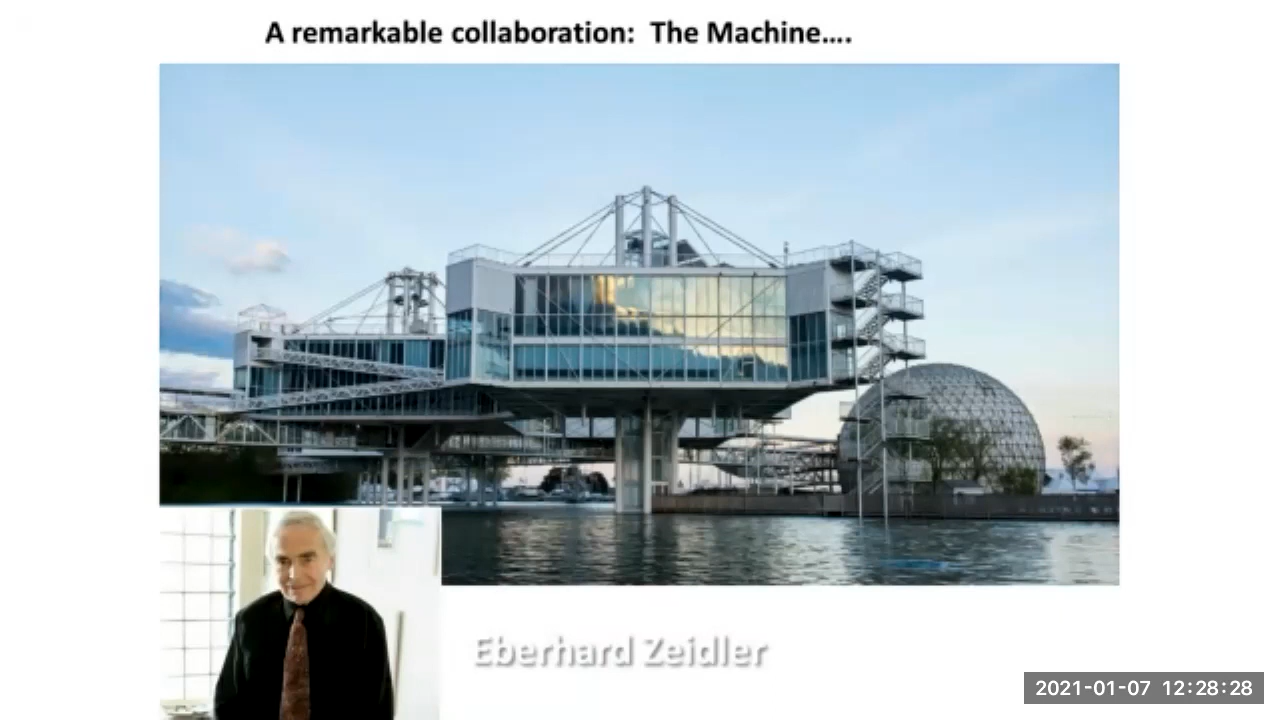 A remarkable collaboration:  The Machine….
Eberhard Zeidler
2021-01-07 12:28:28